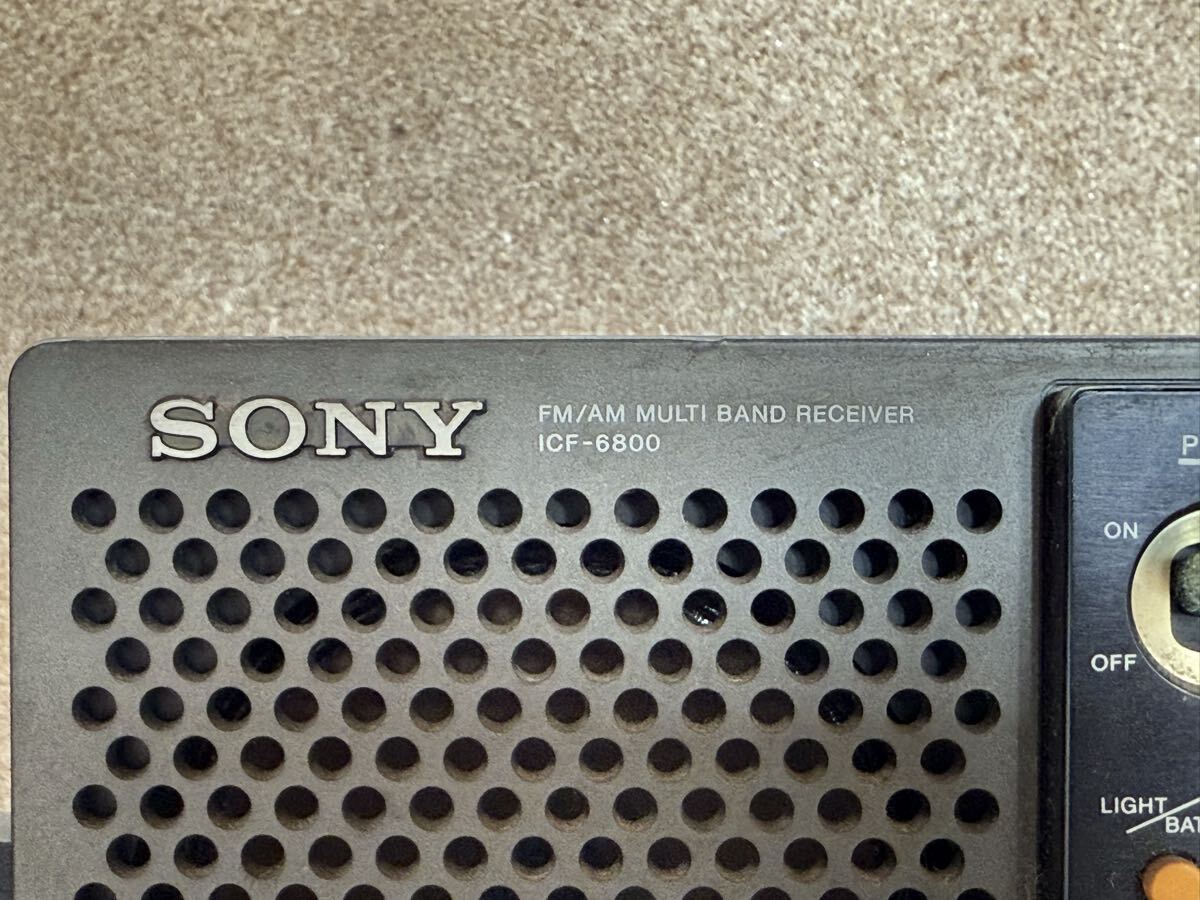 SONY
FM/AM MULTI BAND RECEIVER
ICF-6800
ON
OFF
LIGHT/